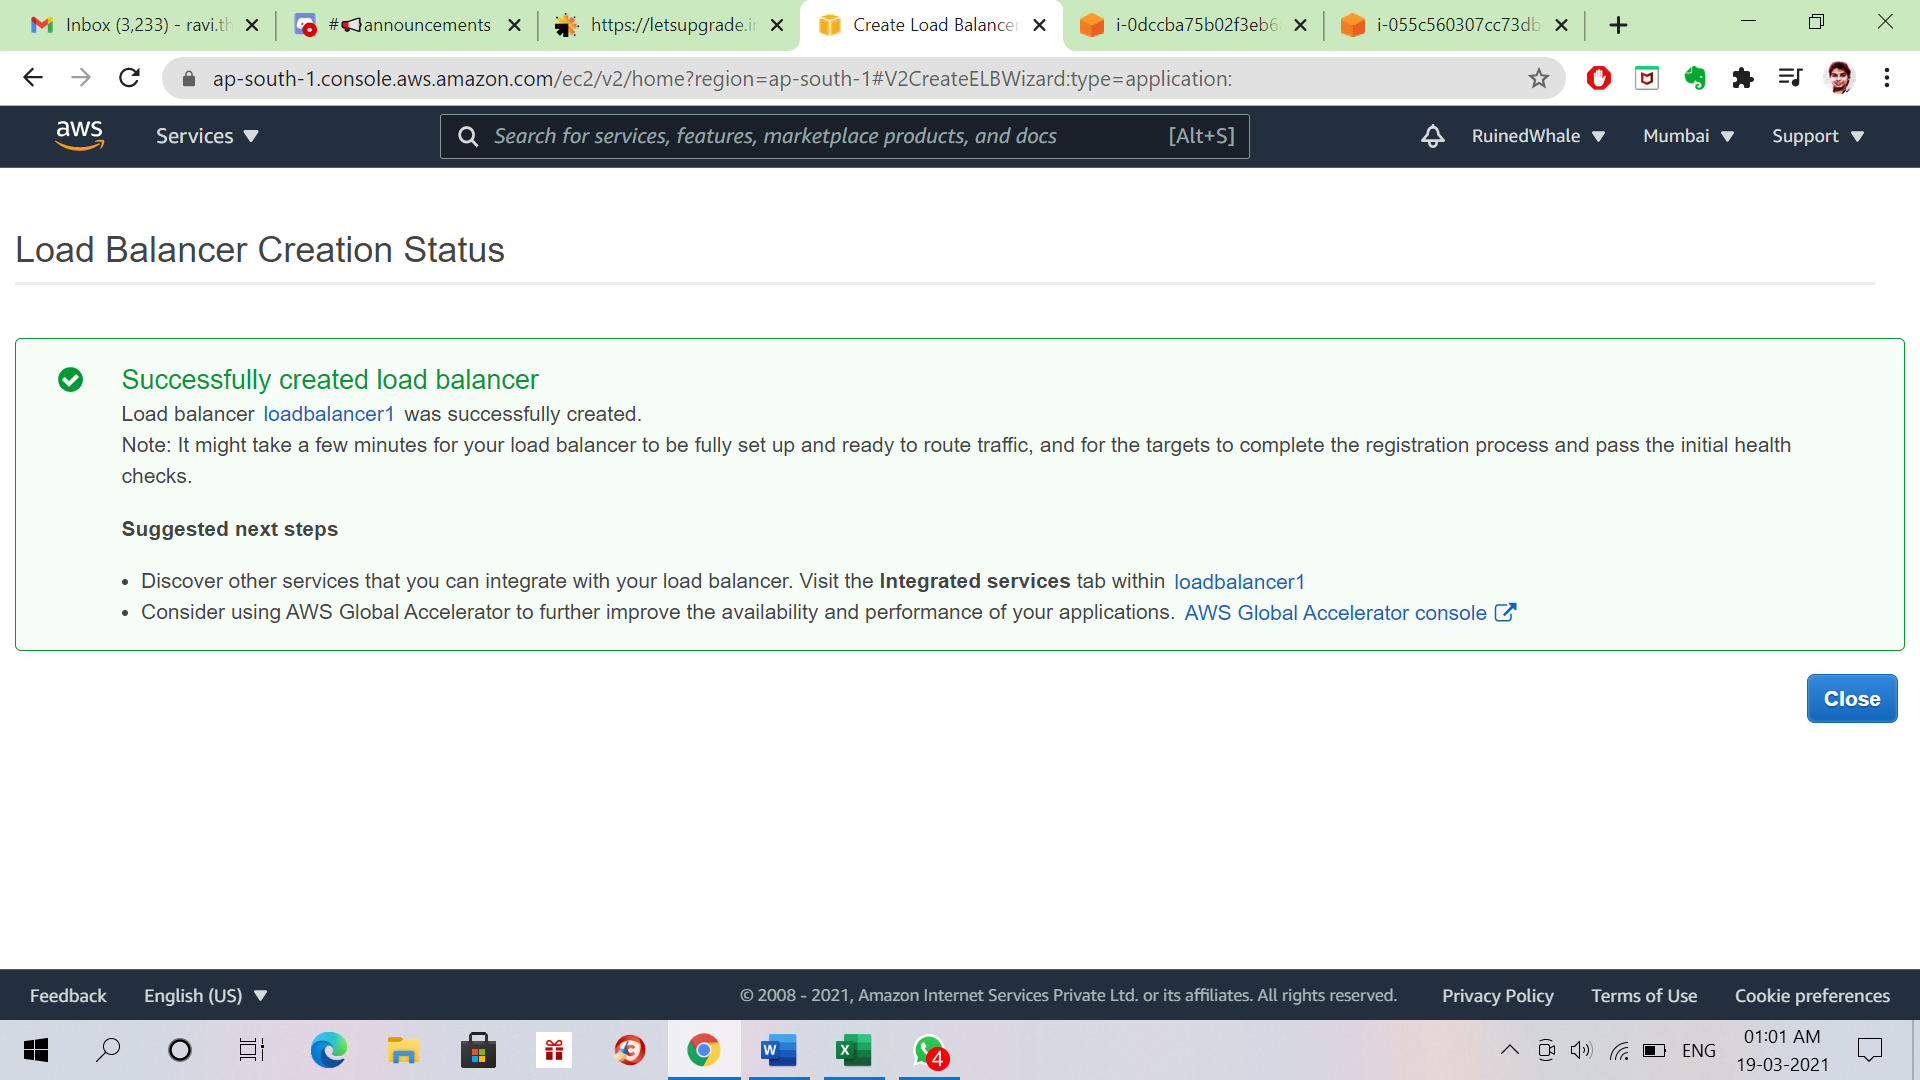 Inbox (3,233) - ravi.th
#announcements
https://letsupgrade.in
Create Load Balancer
i-0dccba75b02f3eb6
i-055c560307cc73db
ap-south-1.console.aws.amazon.com/ec2/v2/home?region=ap-south-1#V2CreateELBWizard:type=application:
aws
Services
Search for services, features, marketplace products, and docs
[Alt+S]
RuinedWhale
Mumbai
Support
Load Balancer Creation Status
Successfully created load balancer
Load balancer loadbalancer1 was successfully created.
Note: It might take a few minutes for your load balancer to be fully set up and ready to route traffic, and for the targets to complete the registration process and pass the initial health
checks.
Suggested next steps
• Discover other services that you can integrate with your load balancer. Visit the Integrated services tab within loadbalancer1
• Consider using AWS Global Accelerator to further improve the availability and performance of your applications. AWS Global Accelerator console
Close
Feedback
English (US)
© 2008 - 2021, Amazon Internet Services Private Ltd. or its affiliates. All rights reserved.
Privacy Policy
Terms of Use
Cookie preferences
W
X
4
ENG
01:01 AM
19-03-2021